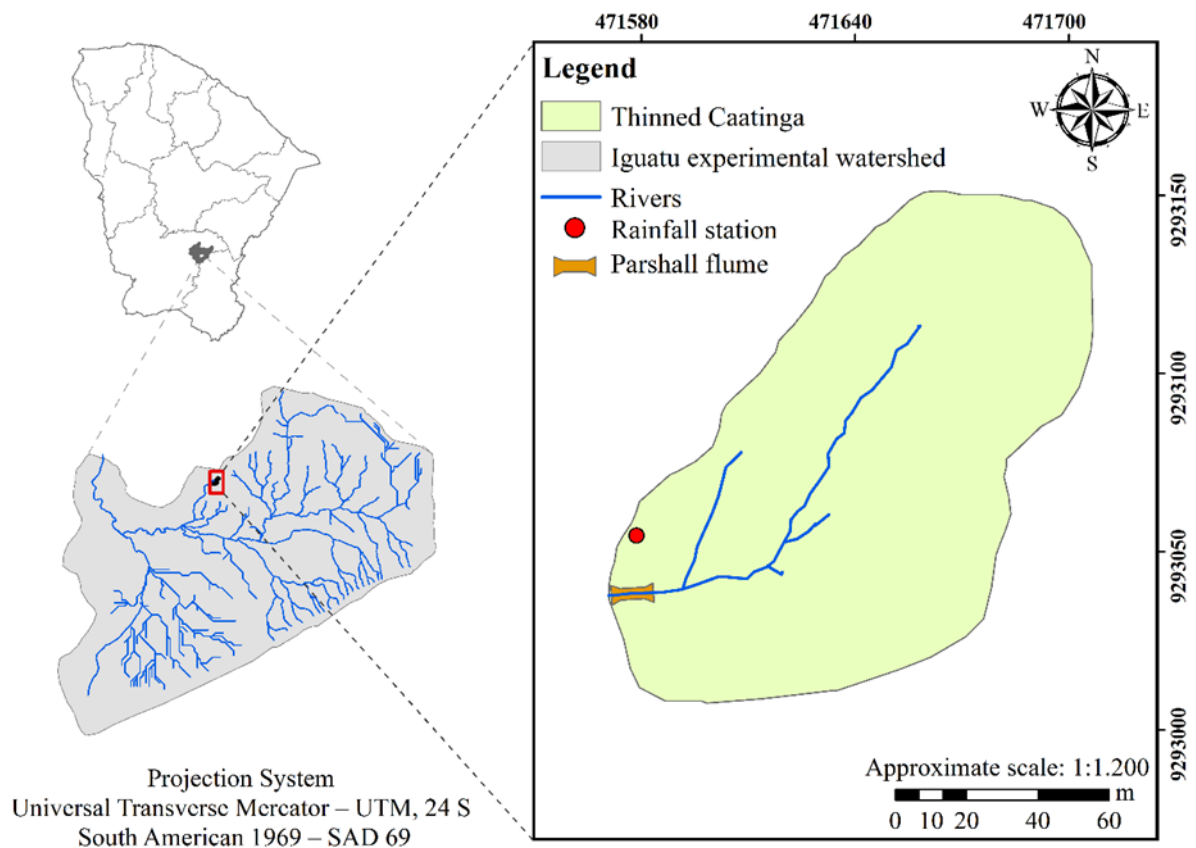 471580 471640 471700
Legend
N
W E
S
Thinned Caatinga
Iguatu experimental watershed
Rivers
Rainfall station
Parshall flume
9293150
9293100
9293050
9293000
Approximate scale: 1:1.200
m
0 10 20 40 60
Projection System
Universal Transverse Mercator – UTM, 24 S
South American 1969 – SAD 69